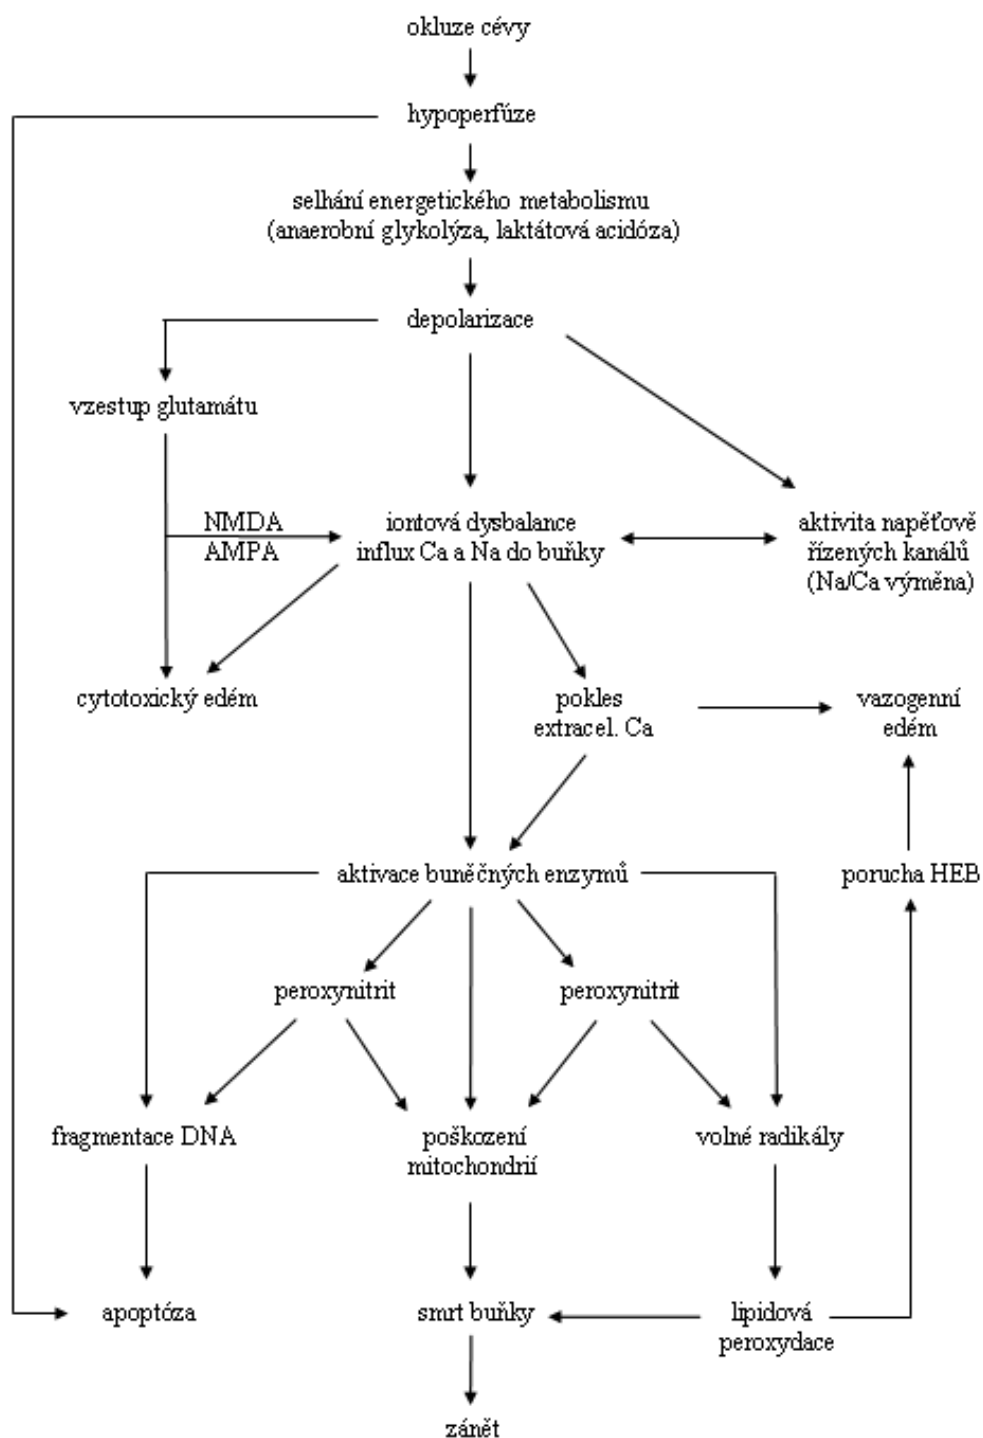 okluze cévy
hypoperfúze
selhání energetického metabolismu
(anaerobní glykolýza, laktátová acidóza)
depolarizace
vzestup glutamátu
NMDA
AMPA
iontová dysbalance
influx Ca a Na do buňky
aktivita napěťově
řízených kanálů
(Na/Ca výměna)
cytotoxický edém
pokles
extracel. Ca
vazogenní
edém
aktivace buněčných enzymů
porucha HEB
peroxynitrit
peroxynitrit
fragmentace DNA
poškození
mitochondrií
volné radikály
apoptóza
smrt buňky
lipidová
peroxydace
zánět